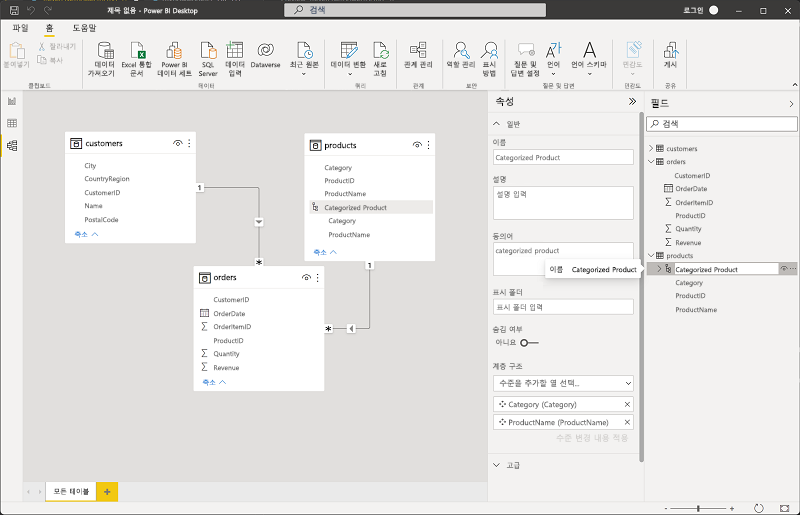 제목 없음 - Power BI Desktop
검색
로그인
파일
홈
도움말
붙여넣기
잘라내기
복사
클립보드
데이터 가져오기
Excel 통합 문서
Power BI 데이터 세트
SQL Server
데이터 입력
Dataverse
최근 원본
데이터 변환
새로 고침
쿼리
관계 관리
관계
역할 관리
표시 방법
보안
질문 및 답변 설정
언어
언어 스키마
질문 및 답변
민감도
민감도
게시
공유
customers
City
CountryRegion
CustomerID
Name
PostalCode
축소
1
*
products
Category
ProductID
ProductName
Categorized Product
Category
ProductName
축소
1
*
orders
CustomerID
OrderDate
OrderItemID
ProductID
Quantity
Revenue
축소
속성
일반
이름
Categorized Product
설명
설명 입력
동의어
categorized product
이름 Categorized Product
표시 폴더
표시 폴더 입력
숨김 여부
아니요
계층 구조
수준을 추가할 열 선택...
Category (Category)
ProductName (ProductName)
수준 변경 내용 적용
고급
필드
검색
customers
orders
CustomerID
OrderDate
OrderItemID
ProductID
Quantity
Revenue
products
Categorized Product
Category
ProductID
ProductName
모든 테이블